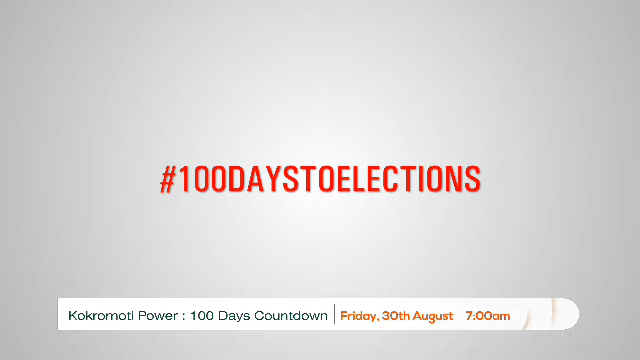 #100DAYSTOELECTIONS
Kokromoti Power : 100 Days Countdown Friday, 30th August 7:00am